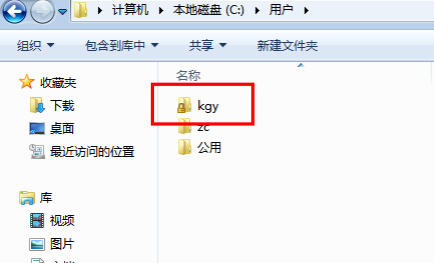 计算机 本地磁盘 (C:) 用户
组织 包含到库中 共享 新建文件夹
名称
收藏夹
kgy
下载
zc
桌面
公用
最近访问的位置
库
视频
图片